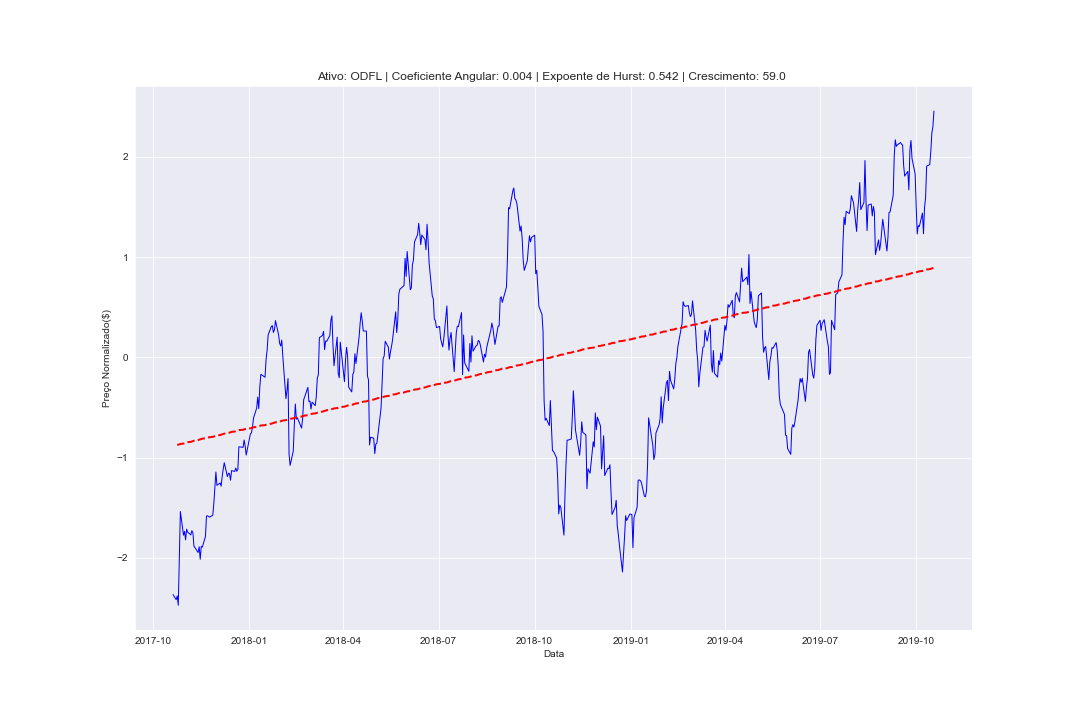 Ativo: ODFL | Coeficiente Angular: 0.004 | Expoente de Hurst: 0.542 | Crescimento: 59.0
Preço Normalizado($)
2
1
0
−1
−2
2017-10 2018-01 2018-04 2018-07 2018-10 2019-01 2019-04 2019-07 2019-10
Data